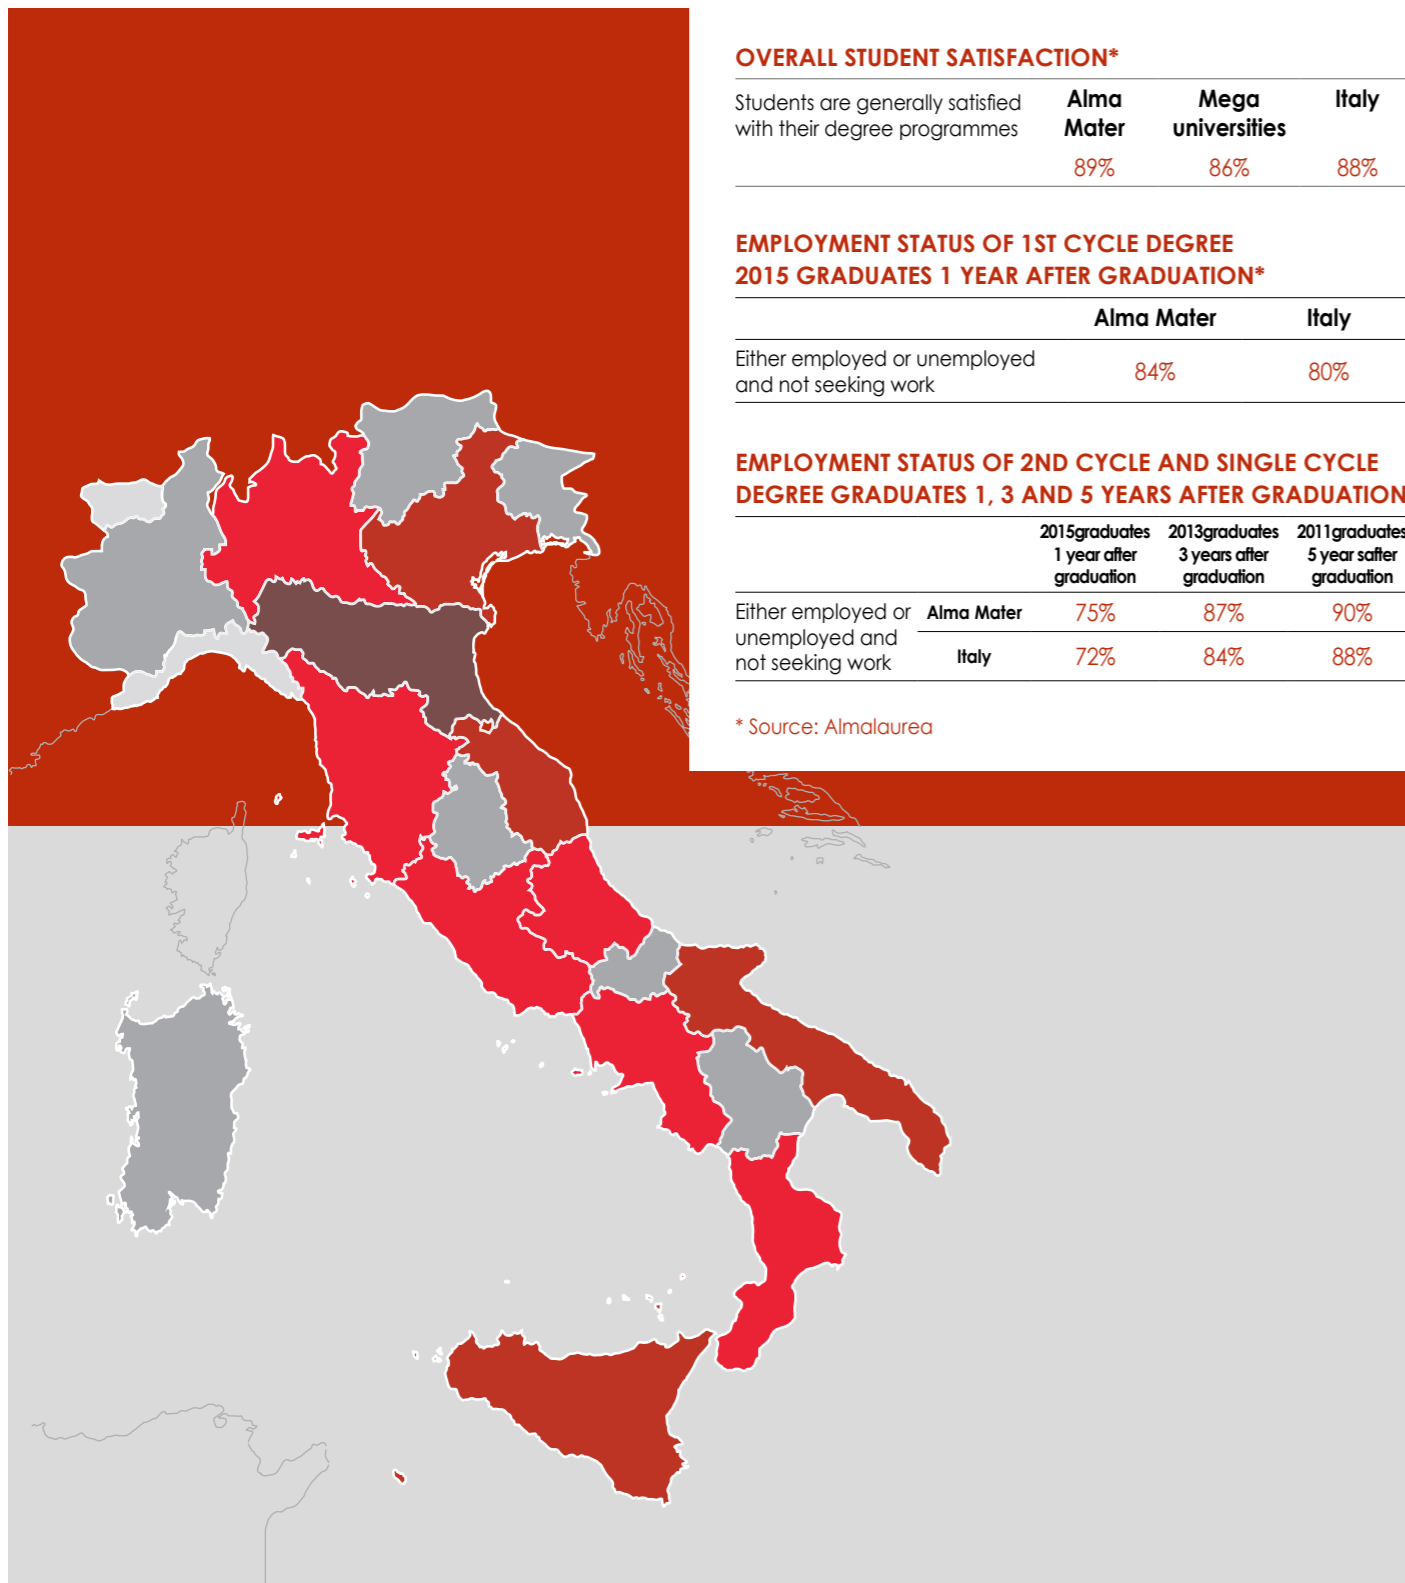 OVERALL STUDENT SATISFACTION*
Students are generally satisfied
with their degree programmes
Alma
Mater
Mega
universities
Italy
89% 86% 88%
EMPLOYMENT STATUS OF 1ST CYCLE DEGREE
2015 GRADUATES 1 YEAR AFTER GRADUATION*
Alma Mater Italy
Either employed or unemployed
and not seeking work
84% 80%
EMPLOYMENT STATUS OF 2ND CYCLE AND SINGLE CYCLE
DEGREE GRADUATES 1, 3 AND 5 YEARS AFTER GRADUATION
2015graduates
1 year after
graduation
2013graduates
3 years after
graduation
2011graduates
5 year safter
graduation
Either employed or
unemployed and
not seeking work
Alma Mater 75% 87% 90%
Italy 72% 84% 88%
* Source: Almalaurea